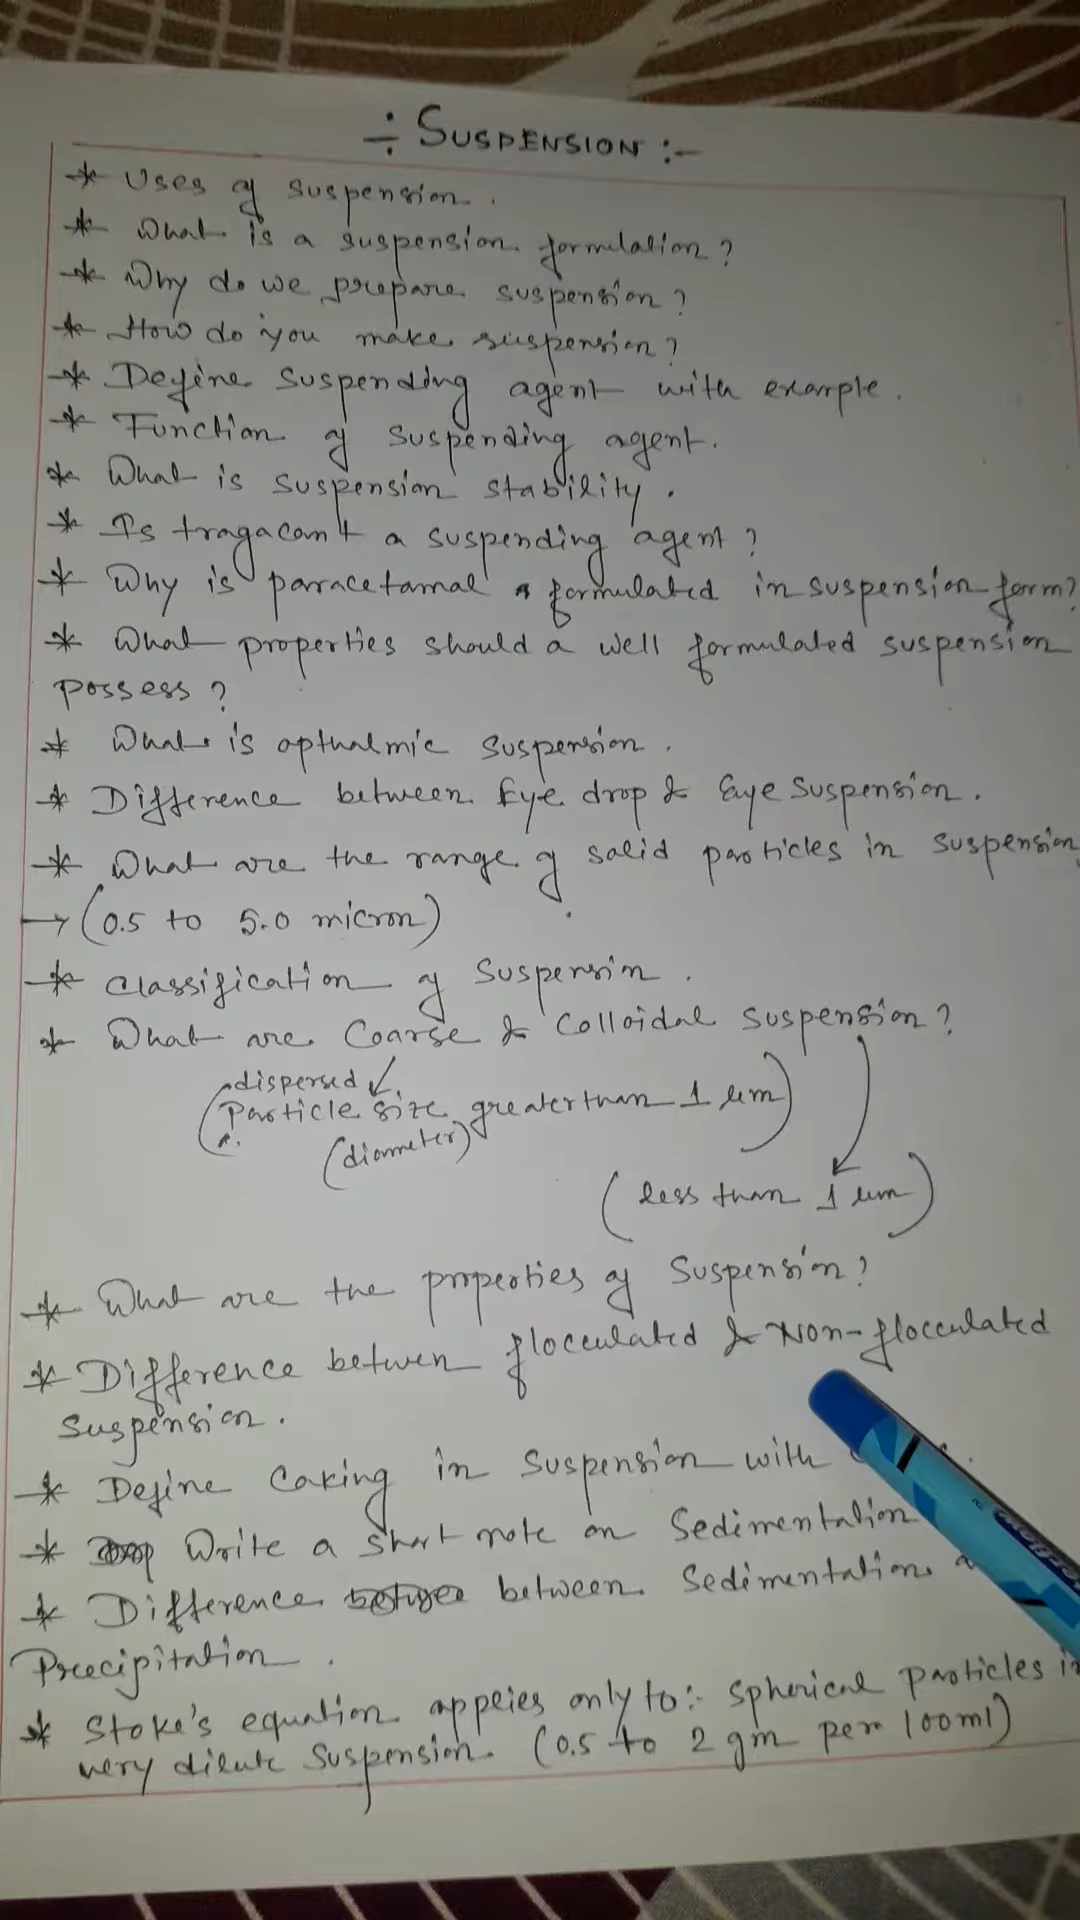 ÷ SUSPENSION :-
* Uses of suspension.
* What is a suspension formulation?
* Why do we prepare suspension?
* How do you make suspension?
* Define suspending agent with example.
* Function of suspending agent.
* What is suspension stability.
* Is tragacant a suspending agent?
* Why is paracetamal formulated in suspension form?
* What properties should a well formulated suspension
possess?
* What is opthalmic suspension.
* Difference between Eye drop & Eye suspension.
* What are the range of solid particles in suspension
→ (0.5 to 5.0 micron)
* Classification of suspension.
* What are Coarse & Colloidal suspension?
dispersed
(Particle size greater than 1 µm)
(diameter)
(less than 1 µm)
* What are the properties of suspension?
* Difference betwen flocculated & Non-flocculated
suspension.
* Define Caking in suspension with
* Write a short note on Sedimentation
* Difference between Sedimentation
Precipitation.
* Stoke's equation applies only to:- spherical particles in
very dilute suspension. (0.5 to 2 gm per 100ml)